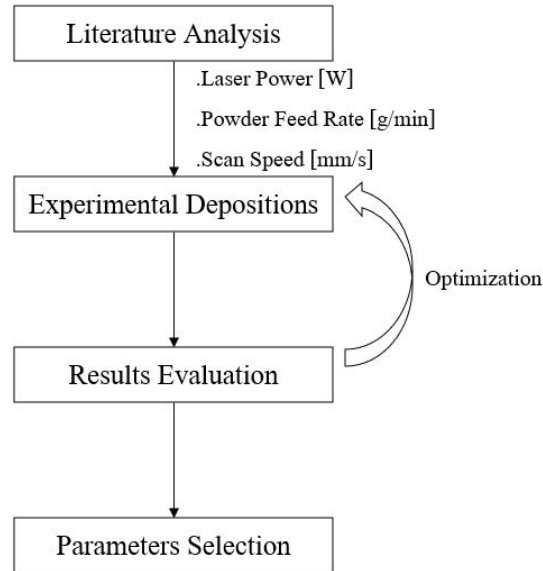 Literature Analysis
.Laser Power [W]
.Powder Feed Rate [g/min]
.Scan Speed [mm/s]
Experimental Depositions
Optimization
Results Evaluation
Parameters Selection